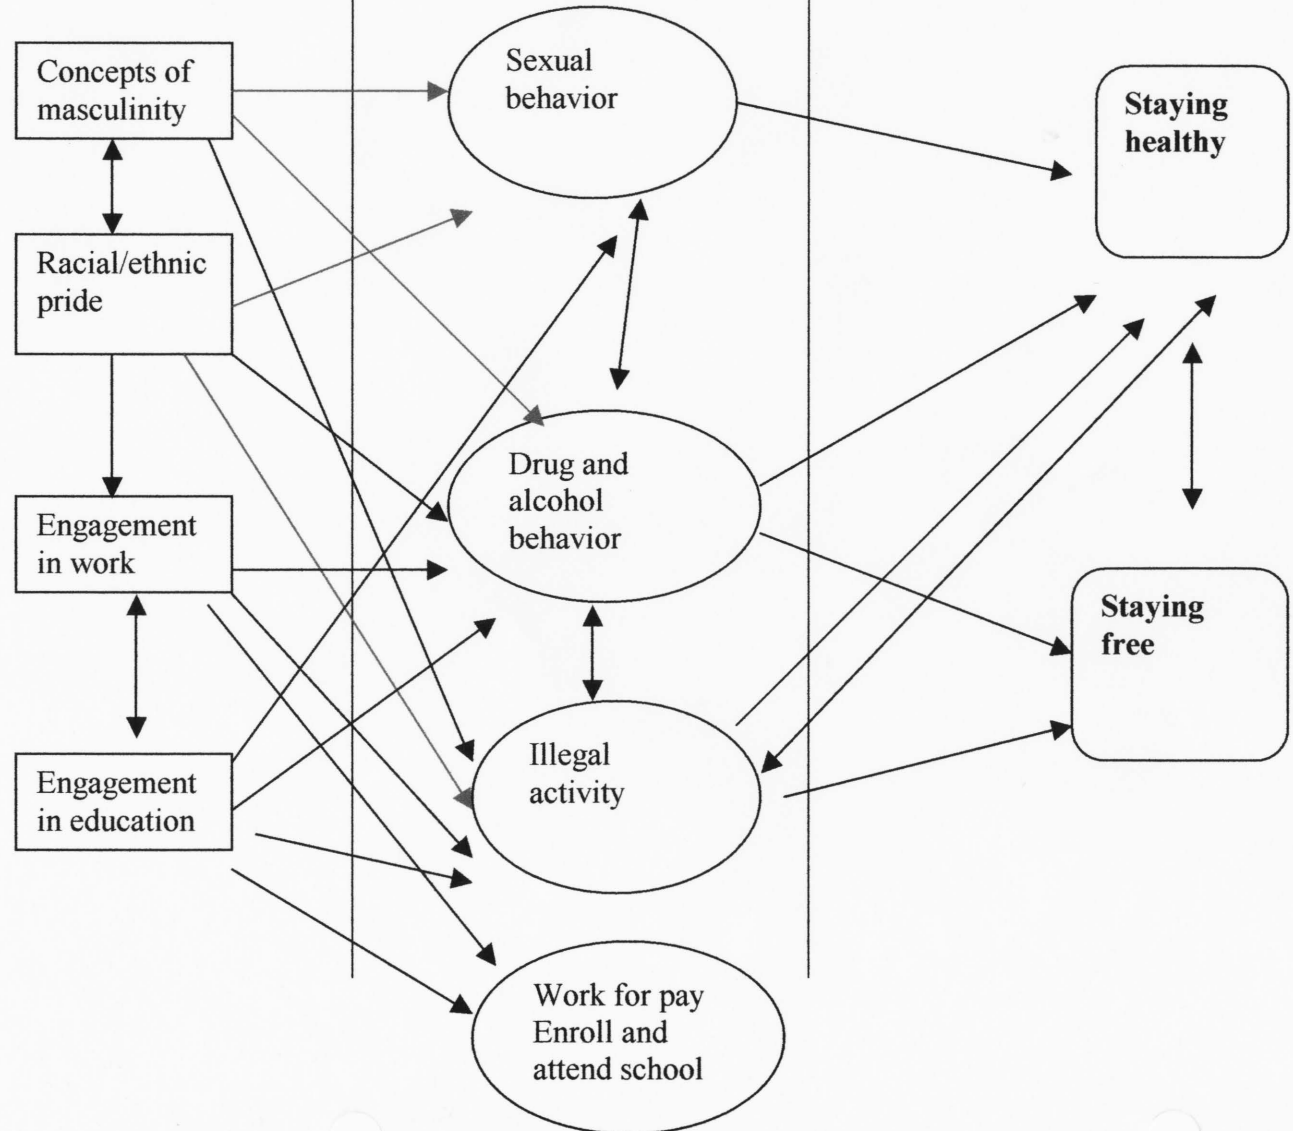 Concepts of
masculinity
Racial/ethnic
pride
Engagement
in work
Engagement
in education
Sexual
behavior
Drug and
alcohol
behavior
Illegal
activity
Work for pay
Enroll and
attend school
Staying
healthy
Staying
free